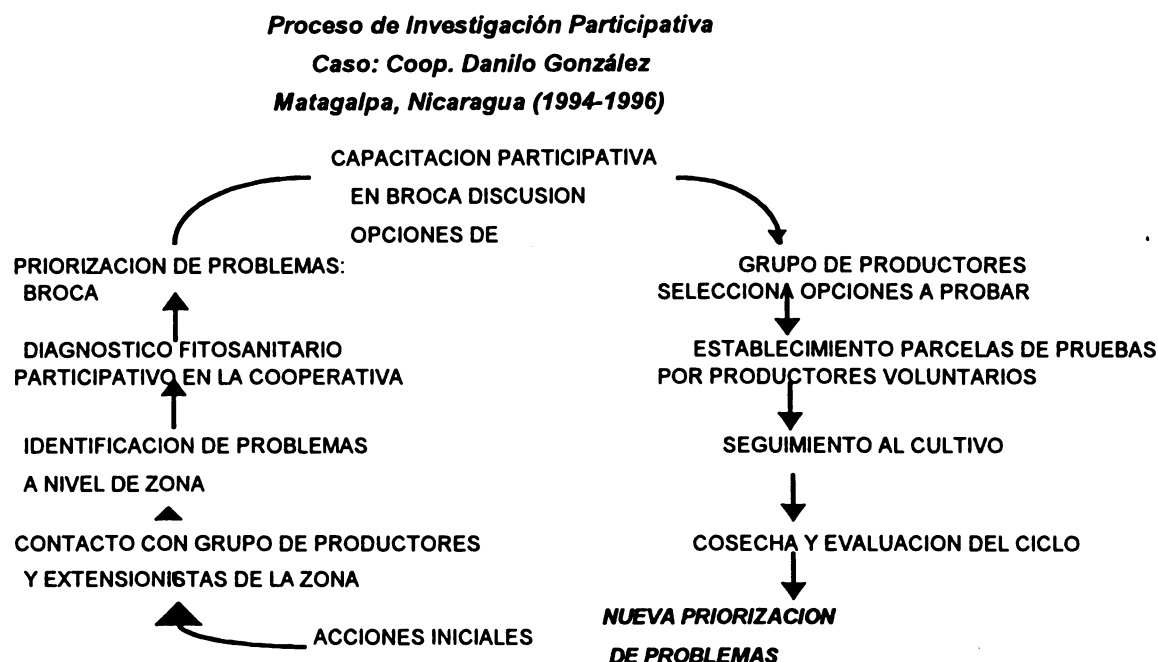 Proceso de Investigación Participativa
Caso: Coop. Danilo González
Matagalpa, Nicaragua (1994-1996)
CAPACITACION PARTICIPATIVA
EN BROCA DISCUSION
OPCIONES DE
PRIORIZACION DE PROBLEMAS:
BROCA
DIAGNOSTICO FITOSANITARIO
PARTICIPATIVO EN LA COOPERATIVA
IDENTIFICACION DE PROBLEMAS
A NIVEL DE ZONA
CONTACTO CON GRUPO DE PRODUCTORES
Y EXTENSIONISTAS DE LA ZONA
ACCIONES INICIALES
GRUPO DE PRODUCTORES
SELECCIONA OPCIONES A PROBAR
ESTABLECIMIENTO PARCELAS DE PRUEBAS
POR PRODUCTORES VOLUNTARIOS
SEGUIMIENTO AL CULTIVO
COSECHA Y EVALUACION DEL CICLO
NUEVA PRIORIZACION
DE PROBLEMAS